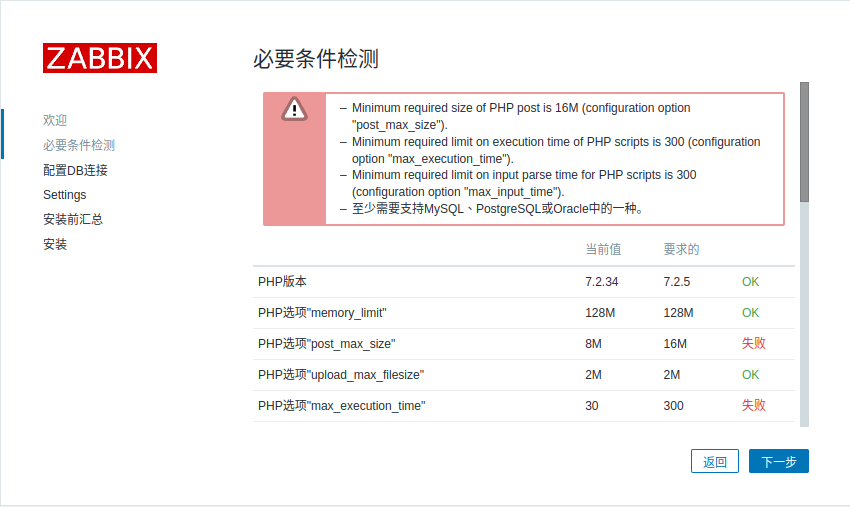 ZABBIX
必要条件检测
欢迎
必要条件检测
配置DB连接
Settings
安装前汇总
安装
– Minimum required size of PHP post is 16M (configuration option
"post_max_size").
– Minimum required limit on execution time of PHP scripts is 300 (configuration
option "max_execution_time").
– Minimum required limit on input parse time for PHP scripts is 300
(configuration option "max_input_time").
– 至少需要支持MySQL、PostgreSQL或Oracle中的一种。
当前值 要求的
PHP版本 7.2.34 7.2.5 OK
PHP选项"memory_limit" 128M 128M OK
PHP选项"post_max_size" 8M 16M 失败
PHP选项"upload_max_filesize" 2M 2M OK
PHP选项"max_execution_time" 30 300 失败
返回 下一步